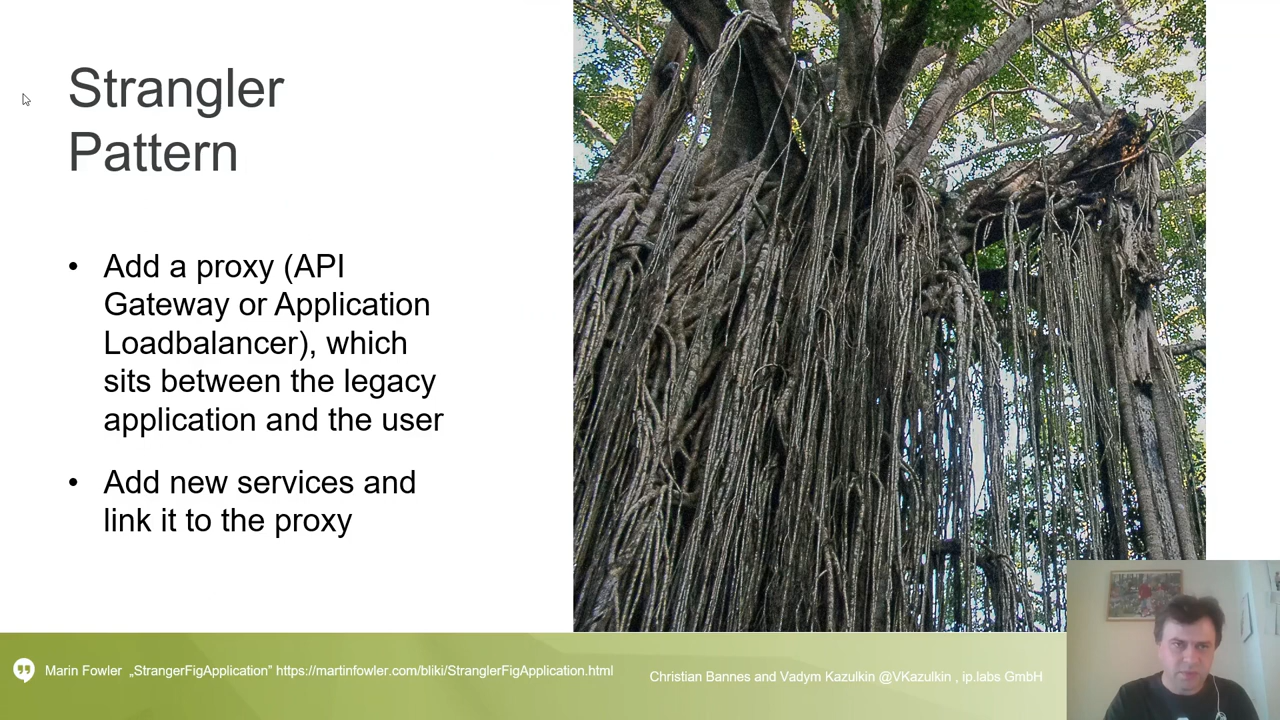 Strangler
Pattern
• Add a proxy (API
Gateway or Application
Loadbalancer), which
sits between the legacy
application and the user
• Add new services and
link it to the proxy
Marin Fowler „StrangerFigApplication” https://martinfowler.com/bliki/StranglerFigApplication.html
Christian Bannes and Vadym Kazulkin @VKazulkin , ip.labs GmbH